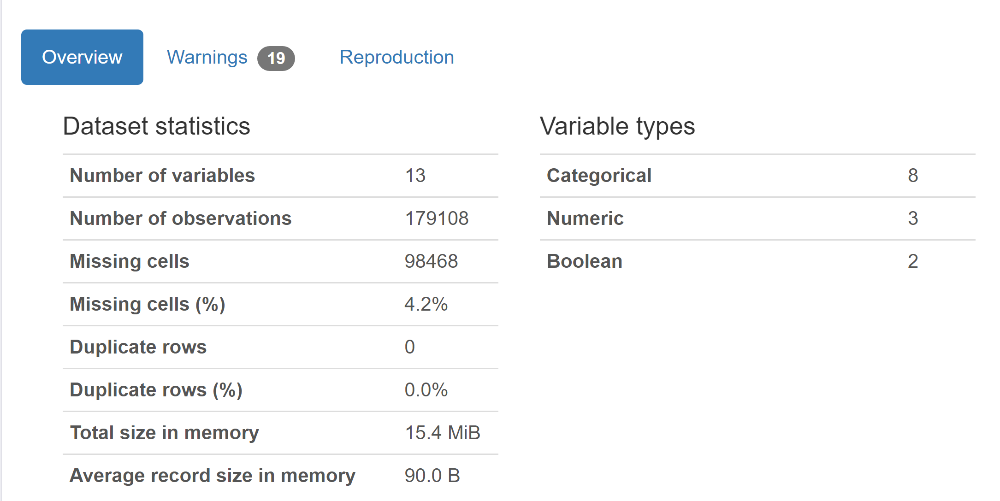 Overview Warnings 19 Reproduction
Dataset statistics
Number of variables 13
Number of observations 179108
Missing cells 98468
Missing cells (%) 4.2%
Duplicate rows 0
Duplicate rows (%) 0.0%
Total size in memory 15.4 MiB
Average record size in memory 90.0 B
Variable types
Categorical 8
Numeric 3
Boolean 2